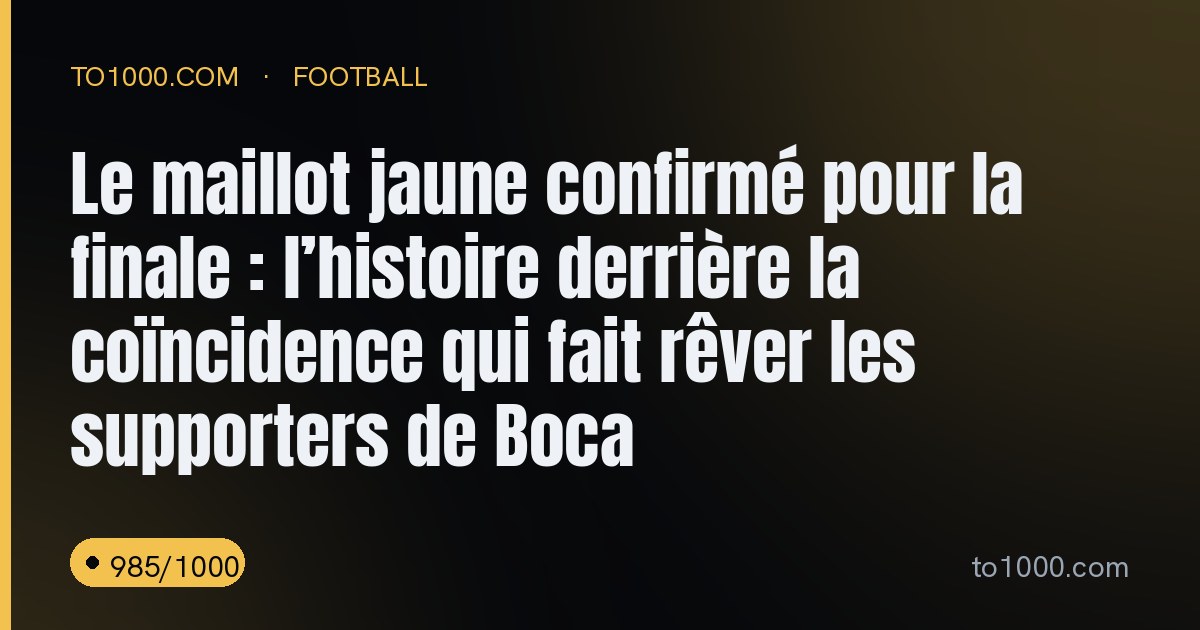 TO1000.COM · FOOTBALL
Le maillot jaune confirmé pour la
finale : l’histoire derrière la
coïncidence qui fait rêver les
supporters de Boca
985/1000
to1000.com